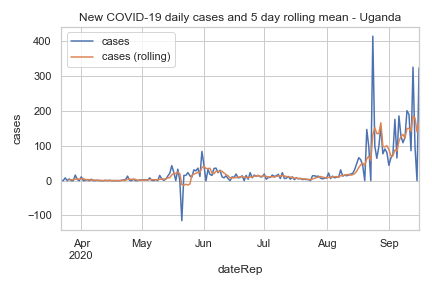 New COVID-19 daily cases and 5 day rolling mean - Uganda
cases
cases (rolling)
400
300
200
100
0
−100
cases
Apr
2020
May
Jun
Jul
Aug
Sep
dateRep